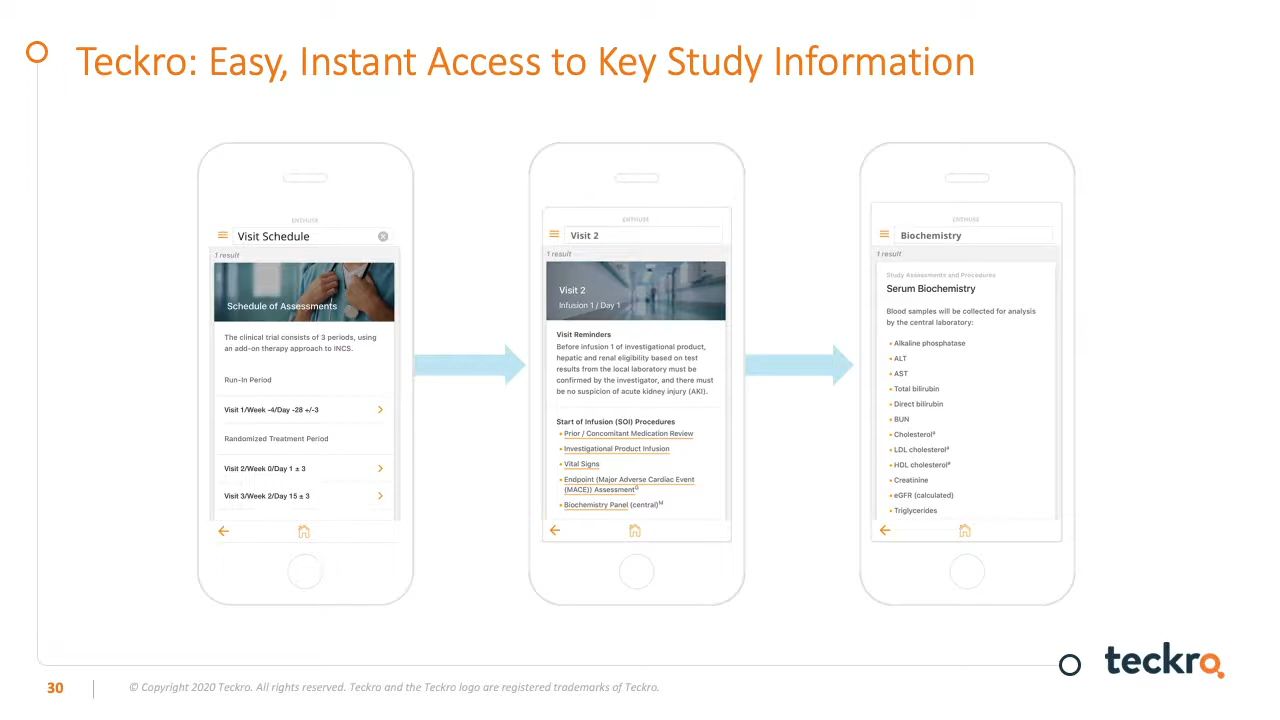 Teckro: Easy, Instant Access to Key Study Information
ENTHUSE
Visit Schedule
1 result
Schedule of Assessments
The clinical trial consists of 3 periods, using
an add-on therapy approach to INCS.
Run-In Period
Visit 1/Week -4/Day -28 +/-3
Randomized Treatment Period
Visit 2/Week 0/Day 1 ± 3
Visit 3/Week 2/Day 15 ± 3
ENTHUSE
Visit 2
1 result
Visit 2
Infusion 1 / Day 1
Visit Reminders
Before infusion 1 of investigational product,
hepatic and renal eligibility based on test
results from the local laboratory must be
confirmed by the investigator, and there must
be no suspicion of acute kidney injury (AKI).
Start of Infusion (SOI) Procedures
• Prior / Concomitant Medication Review
• Investigational Product Infusion
• Vital Signs
• Endpoint (Major Adverse Cardiac Event
(MACE)) Assessmentᴳ
• Biochemistry Panel (central)ᴹ
ENTHUSE
Biochemistry
1 result
Study Assessments and Procedures
Serum Biochemistry
Blood samples will be collected for analysis
by the central laboratory:
• Alkaline phosphatase
• ALT
• AST
• Total bilirubin
• Direct bilirubin
• BUN
• Cholesterolᵃ
• LDL cholesterolᵃ
• HDL cholesterolᵃ
• Creatinine
• eGFR (calculated)
• Triglycerides
teckro
30
© Copyright 2020 Teckro. All rights reserved. Teckro and the Teckro logo are registered trademarks of Teckro.